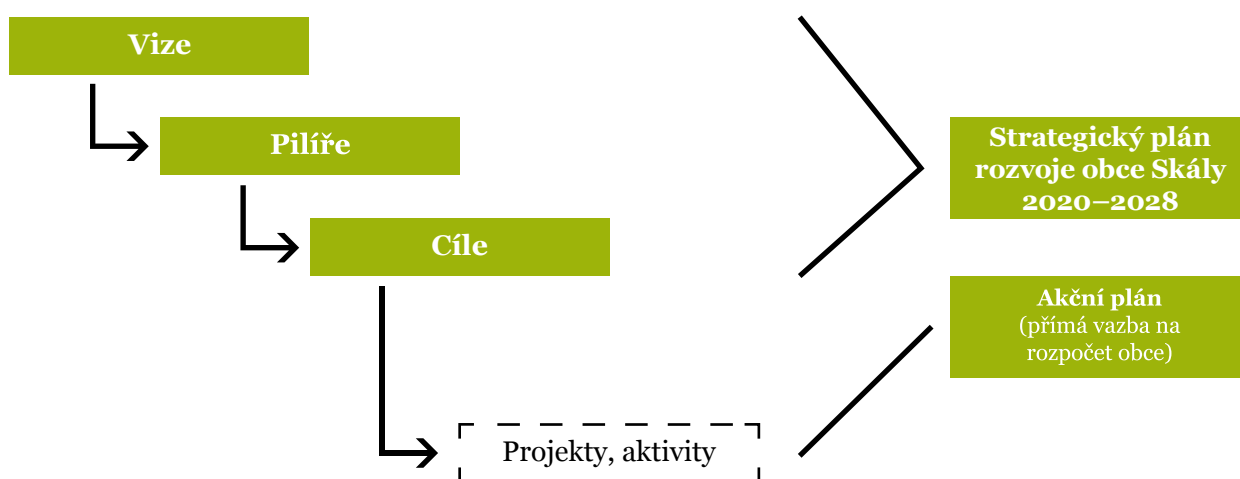 Vize
Pilíře
Cíle
Projekty, aktivity
Strategický plán
rozvoje obce Skály
2020–2028
Akční plán
(přímá vazba na
rozpočet obce)